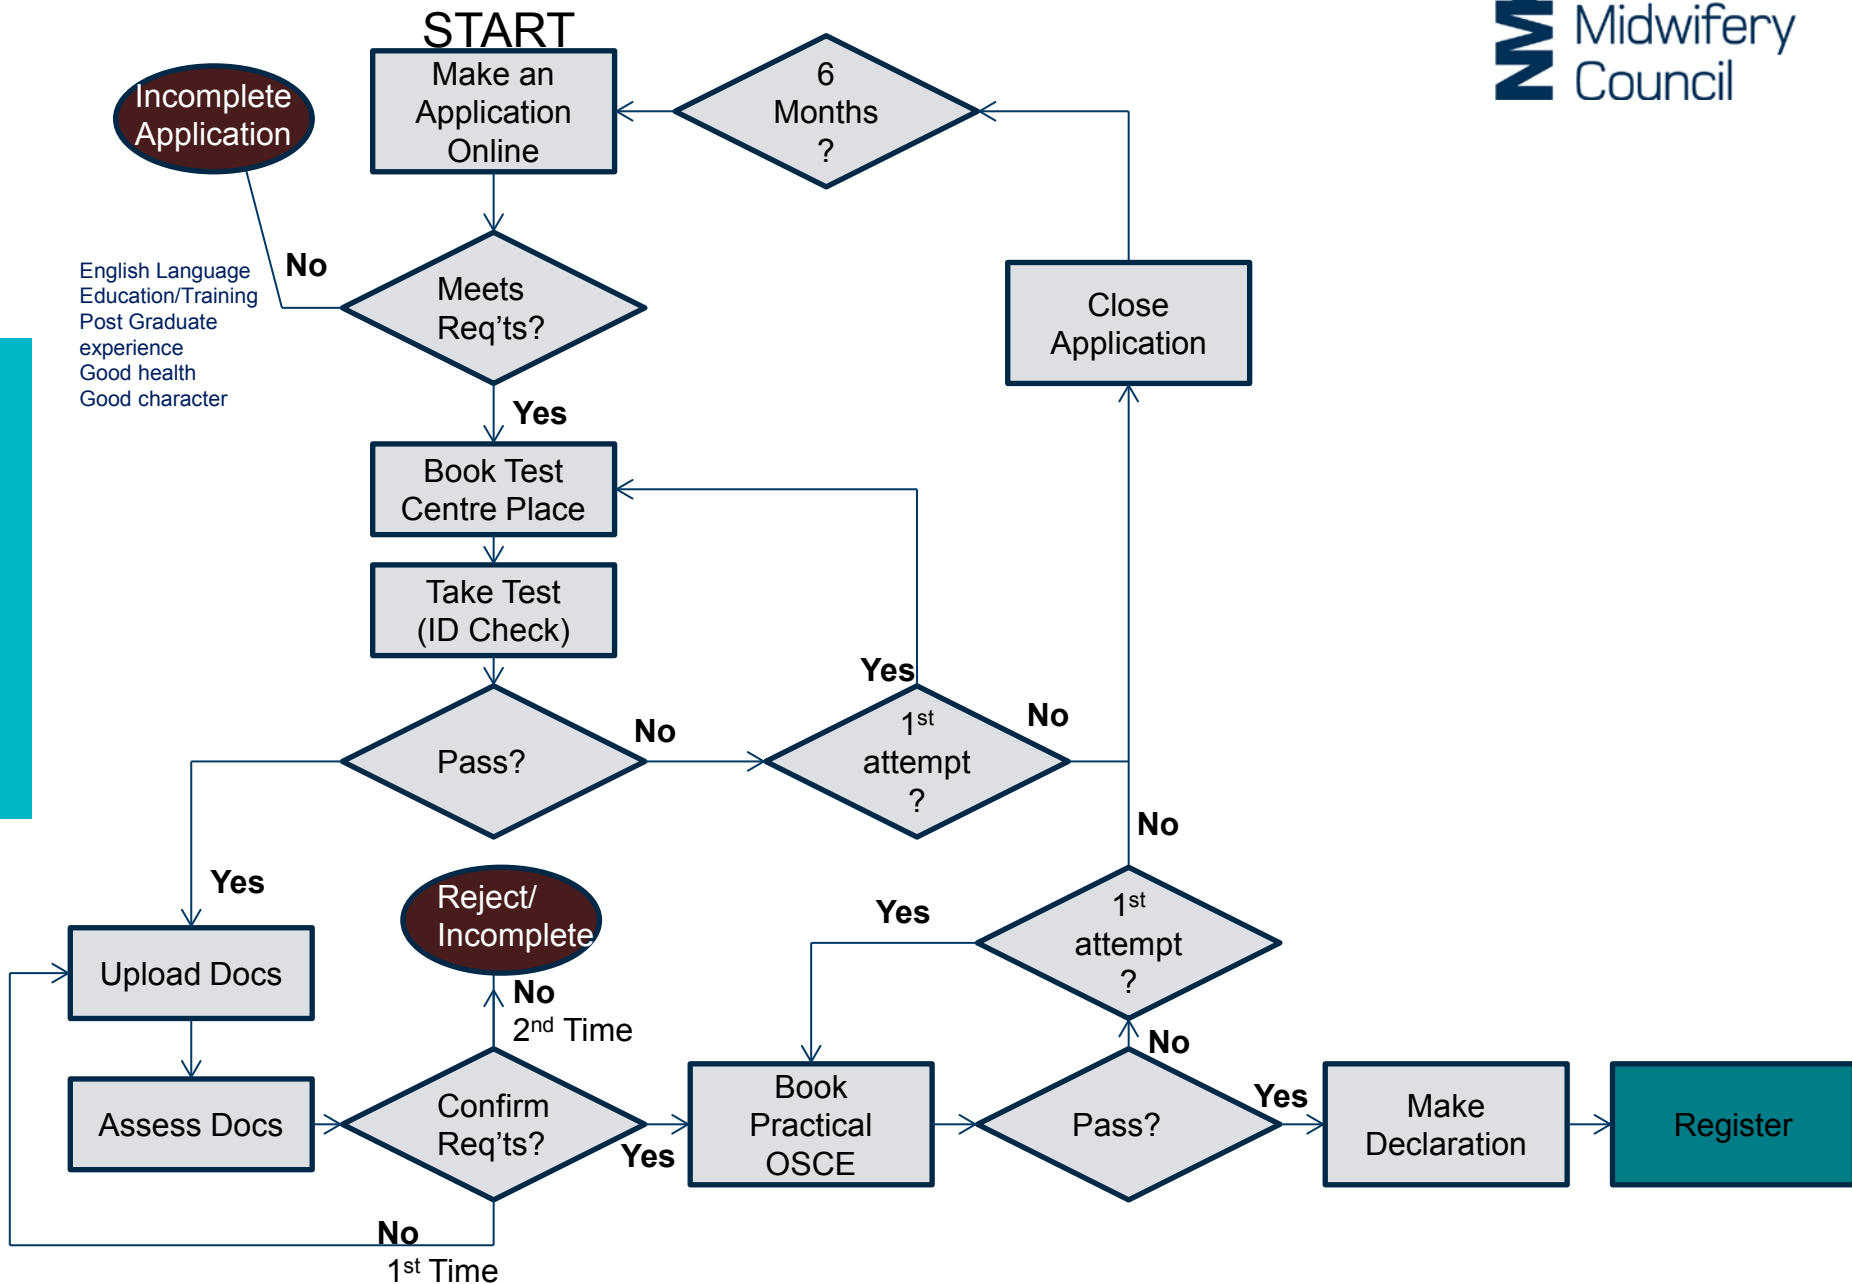 START
Midwifery
Council
Incomplete
Application
Make an
Application
Online
6
Months
?
English Language
Education/Training
Post Graduate
experience
Good health
Good character
No
Meets
Req'ts?
Close
Application
Yes
Book Test
Centre Place
Take Test
(ID Check)
Pass?
No
Yes
1st
attempt
?
No
No
Yes
Reject/
Incomplete
Yes
1st
attempt
?
Upload Docs
No
2nd Time
No
Assess Docs
Confirm
Req'ts?
Yes
Book
Practical
OSCE
Pass?
Yes
Make
Declaration
Register
No
1st Time